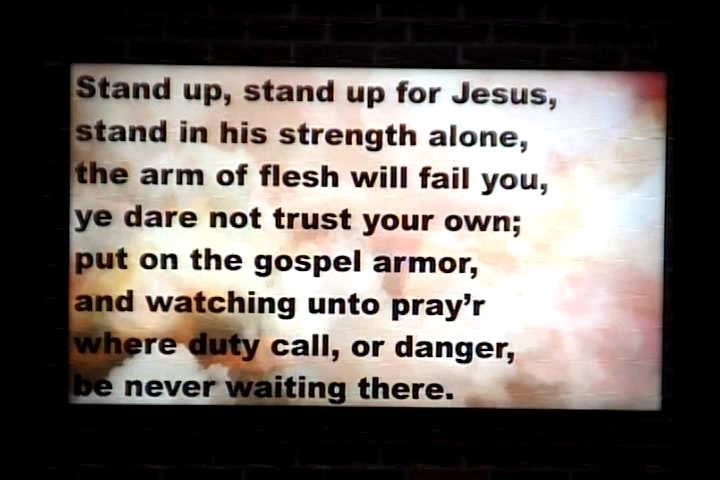 Stand up, stand up for Jesus,
stand in his strength alone,
the arm of flesh will fail you,
ye dare not trust your own;
put on the gospel armor,
and watching unto pray’r
where duty call, or danger,
be never waiting there.